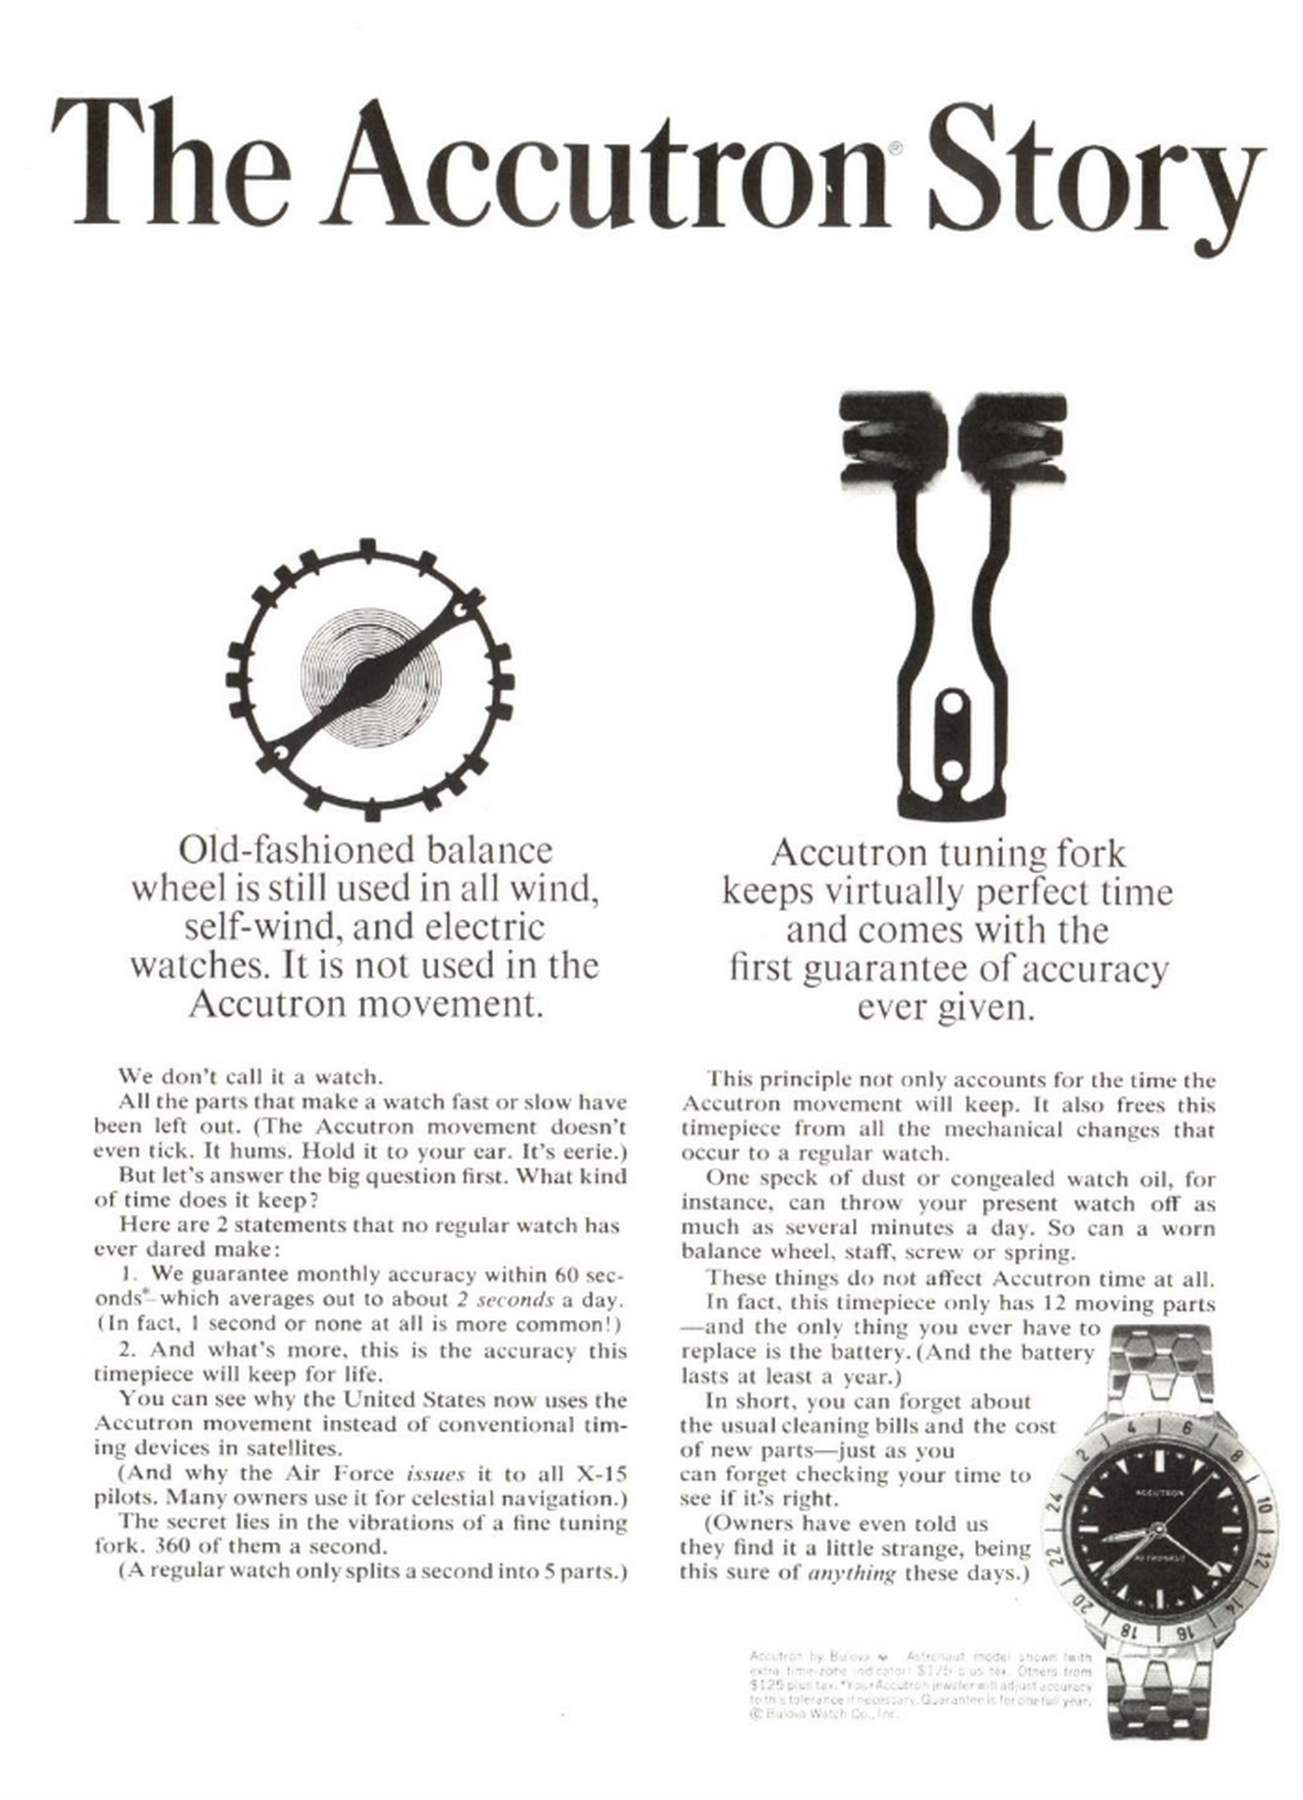 The Accutron® Story
Old-fashioned balance
wheel is still used in all wind,
self-wind, and electric
watches. It is not used in the
Accutron movement.
We don't call it a watch.
All the parts that make a watch fast or slow have
been left out. (The Accutron movement doesn't
even tick. It hums. Hold it to your ear. It's eerie.)
But let's answer the big question first. What kind
of time does it keep?
Here are 2 statements that no regular watch has
ever dared make:
1. We guarantee monthly accuracy within 60 sec-
onds*—which averages out to about 2 seconds a day.
(In fact, 1 second or none at all is more common!)
2. And what's more, this is the accuracy this
timepiece will keep for life.
You can see why the United States now uses the
Accutron movement instead of conventional tim-
ing devices in satellites.
(And why the Air Force issues it to all X-15
pilots. Many owners use it for celestial navigation.)
The secret lies in the vibrations of a fine tuning
fork. 360 of them a second.
(A regular watch only splits a second into 5 parts.)
Accutron tuning fork
keeps virtually perfect time
and comes with the
first guarantee of accuracy
ever given.
This principle not only accounts for the time the
Accutron movement will keep. It also frees this
timepiece from all the mechanical changes that
occur to a regular watch.
One speck of dust or congealed watch oil, for
instance, can throw your present watch off as
much as several minutes a day. So can a worn
balance wheel, staff, screw or spring.
These things do not affect Accutron time at all.
In fact, this timepiece only has 12 moving parts
—and the only thing you ever have to
replace is the battery. (And the battery
lasts at least a year.)
In short, you can forget about
the usual cleaning bills and the cost
of new parts—just as you
can forget checking your time to
see if it's right.
(Owners have even told us
they find it a little strange, being
this sure of anything these days.)
ACCUTRON
ASTRONAUT
2 4 6 8 10 12 14 16 18 20 22 24
Accutron by Bulova Astronaut model shown (with
extra time-zone indicator) $175 plus tax. Others from
$125 plus tax. *Your Accutron jeweler will adjust accuracy
to this tolerance if necessary. Guarantee is for one full year.
© Bulova Watch Co., Inc.